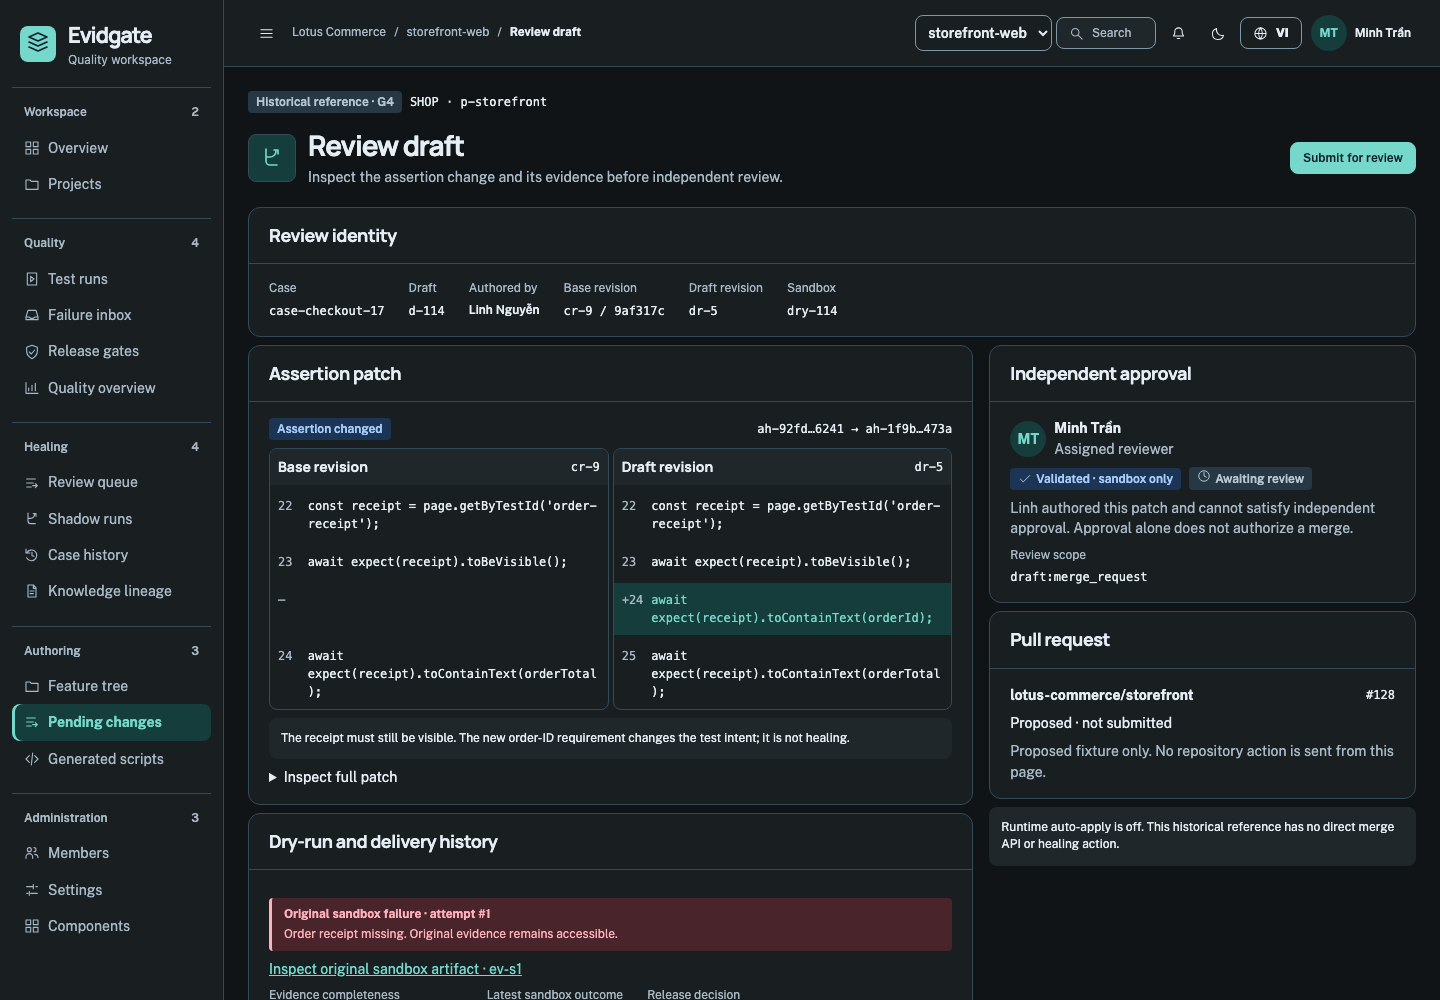 Evidgate
Quality workspace
Workspace 2
Overview
Projects
Quality 4
Test runs
Failure inbox
Release gates
Quality overview
Healing 4
Review queue
Shadow runs
Case history
Knowledge lineage
Authoring 3
Feature tree
Pending changes
Generated scripts
Administration 3
Members
Settings
Components
Lotus Commerce / storefront-web / Review draft
storefront-web
Search
VI
MT
Minh Trần
Historical reference · G4 SHOP · p-storefront
Review draft
Inspect the assertion change and its evidence before independent review.
Submit for review
Review identity
Case Draft Authored by Base revision Draft revision Sandbox
case-checkout-17 d-114 Linh Nguyễn cr-9 / 9af317c dr-5 dry-114
Assertion patch
Assertion changed ah-92fd…6241 → ah-1f9b…473a
Base revision cr-9
22 const receipt = page.getByTestId('order-
receipt');
23 await expect(receipt).toBeVisible();
—
24 await
expect(receipt).toContainText(orderTotal
);
Draft revision dr-5
22 const receipt = page.getByTestId('order-
receipt');
23 await expect(receipt).toBeVisible();
+24 await
expect(receipt).toContainText(orderId);
25 await
expect(receipt).toContainText(orderTotal
);
The receipt must still be visible. The new order-ID requirement changes the test intent; it is not healing.
Inspect full patch
Dry-run and delivery history
Original sandbox failure · attempt #1
Order receipt missing. Original evidence remains accessible.
Inspect original sandbox artifact · ev-s1
Evidence completeness Latest sandbox outcome Release decision
Independent approval
MT
Minh Trần
Assigned reviewer
Validated · sandbox only Awaiting review
Linh authored this patch and cannot satisfy independent
approval. Approval alone does not authorize a merge.
Review scope
draft:merge_request
Pull request
lotus-commerce/storefront #128
Proposed · not submitted
Proposed fixture only. No repository action is sent from this
page.
Runtime auto-apply is off. This historical reference has no direct merge
API or healing action.